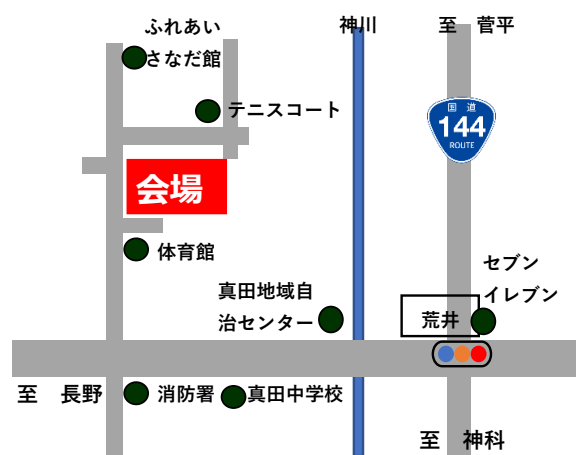 ふれあい
さなだ館
神川
至 菅平
テニスコート
国道
144
ROUTE
会場
体育館
セブン
イレブン
真田地域自
治センター
荒井
至 長野
消防署
真田中学校
至 神科